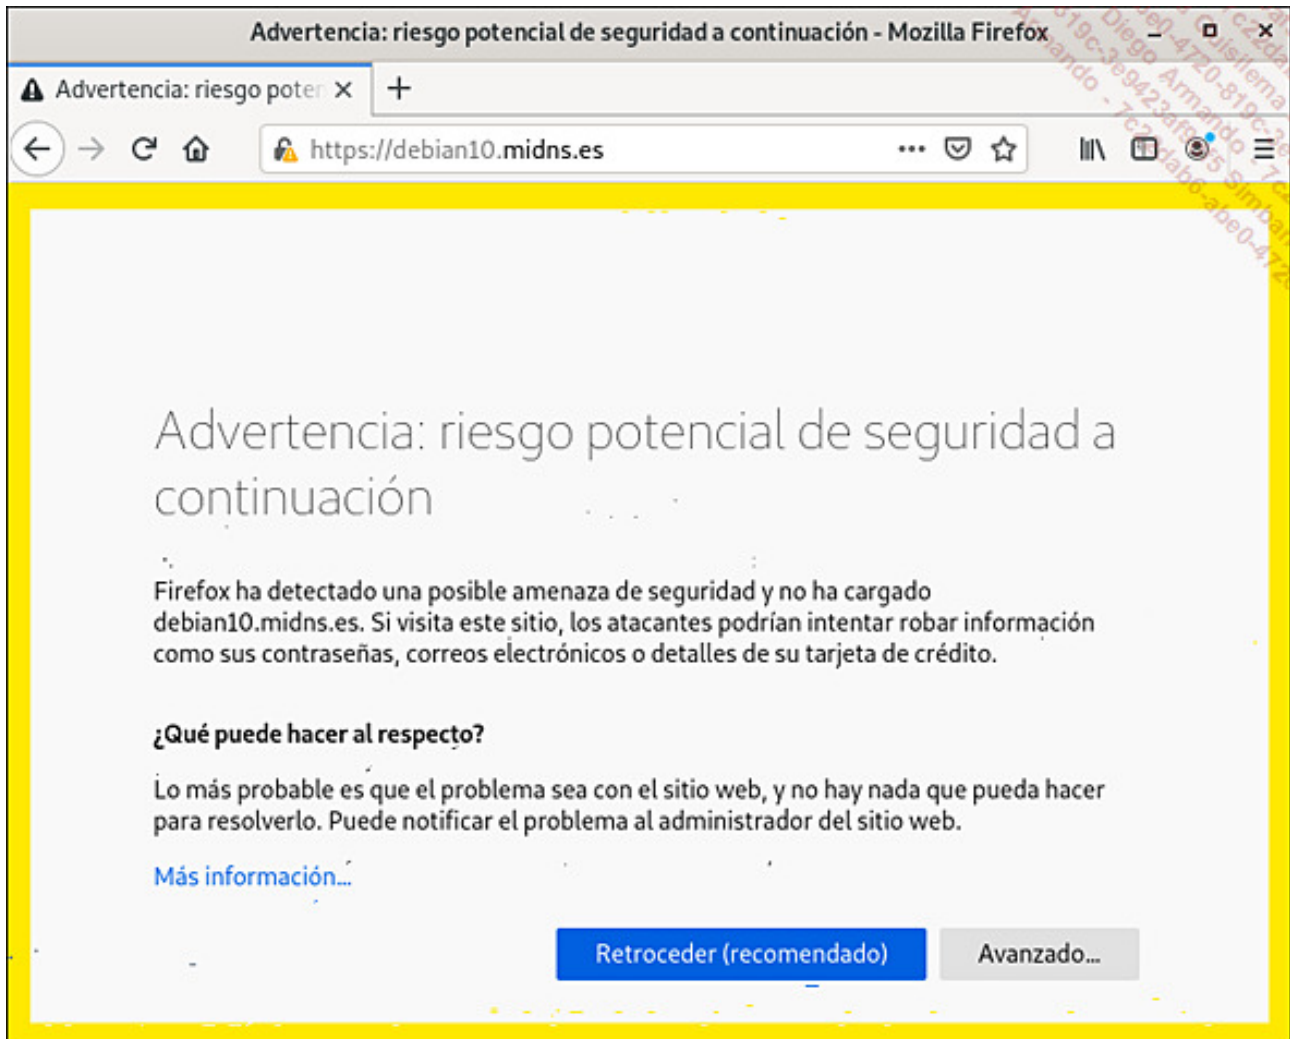 Advertencia: riesgo potencial de seguridad a continuación - Mozilla Firefox
Advertencia: riesgo poten
https://debian10.midns.es
Advertencia: riesgo potencial de seguridad a
continuación
Firefox ha detectado una posible amenaza de seguridad y no ha cargado
debian10.midns.es. Si visita este sitio, los atacantes podrían intentar robar información
como sus contraseñas, correos electrónicos o detalles de su tarjeta de crédito.
¿Qué puede hacer al respecto?
Lo más probable es que el problema sea con el sitio web, y no hay nada que pueda hacer
para resolverlo. Puede notificar el problema al administrador del sitio web.
Más información...
Retroceder (recomendado)
Avanzado...